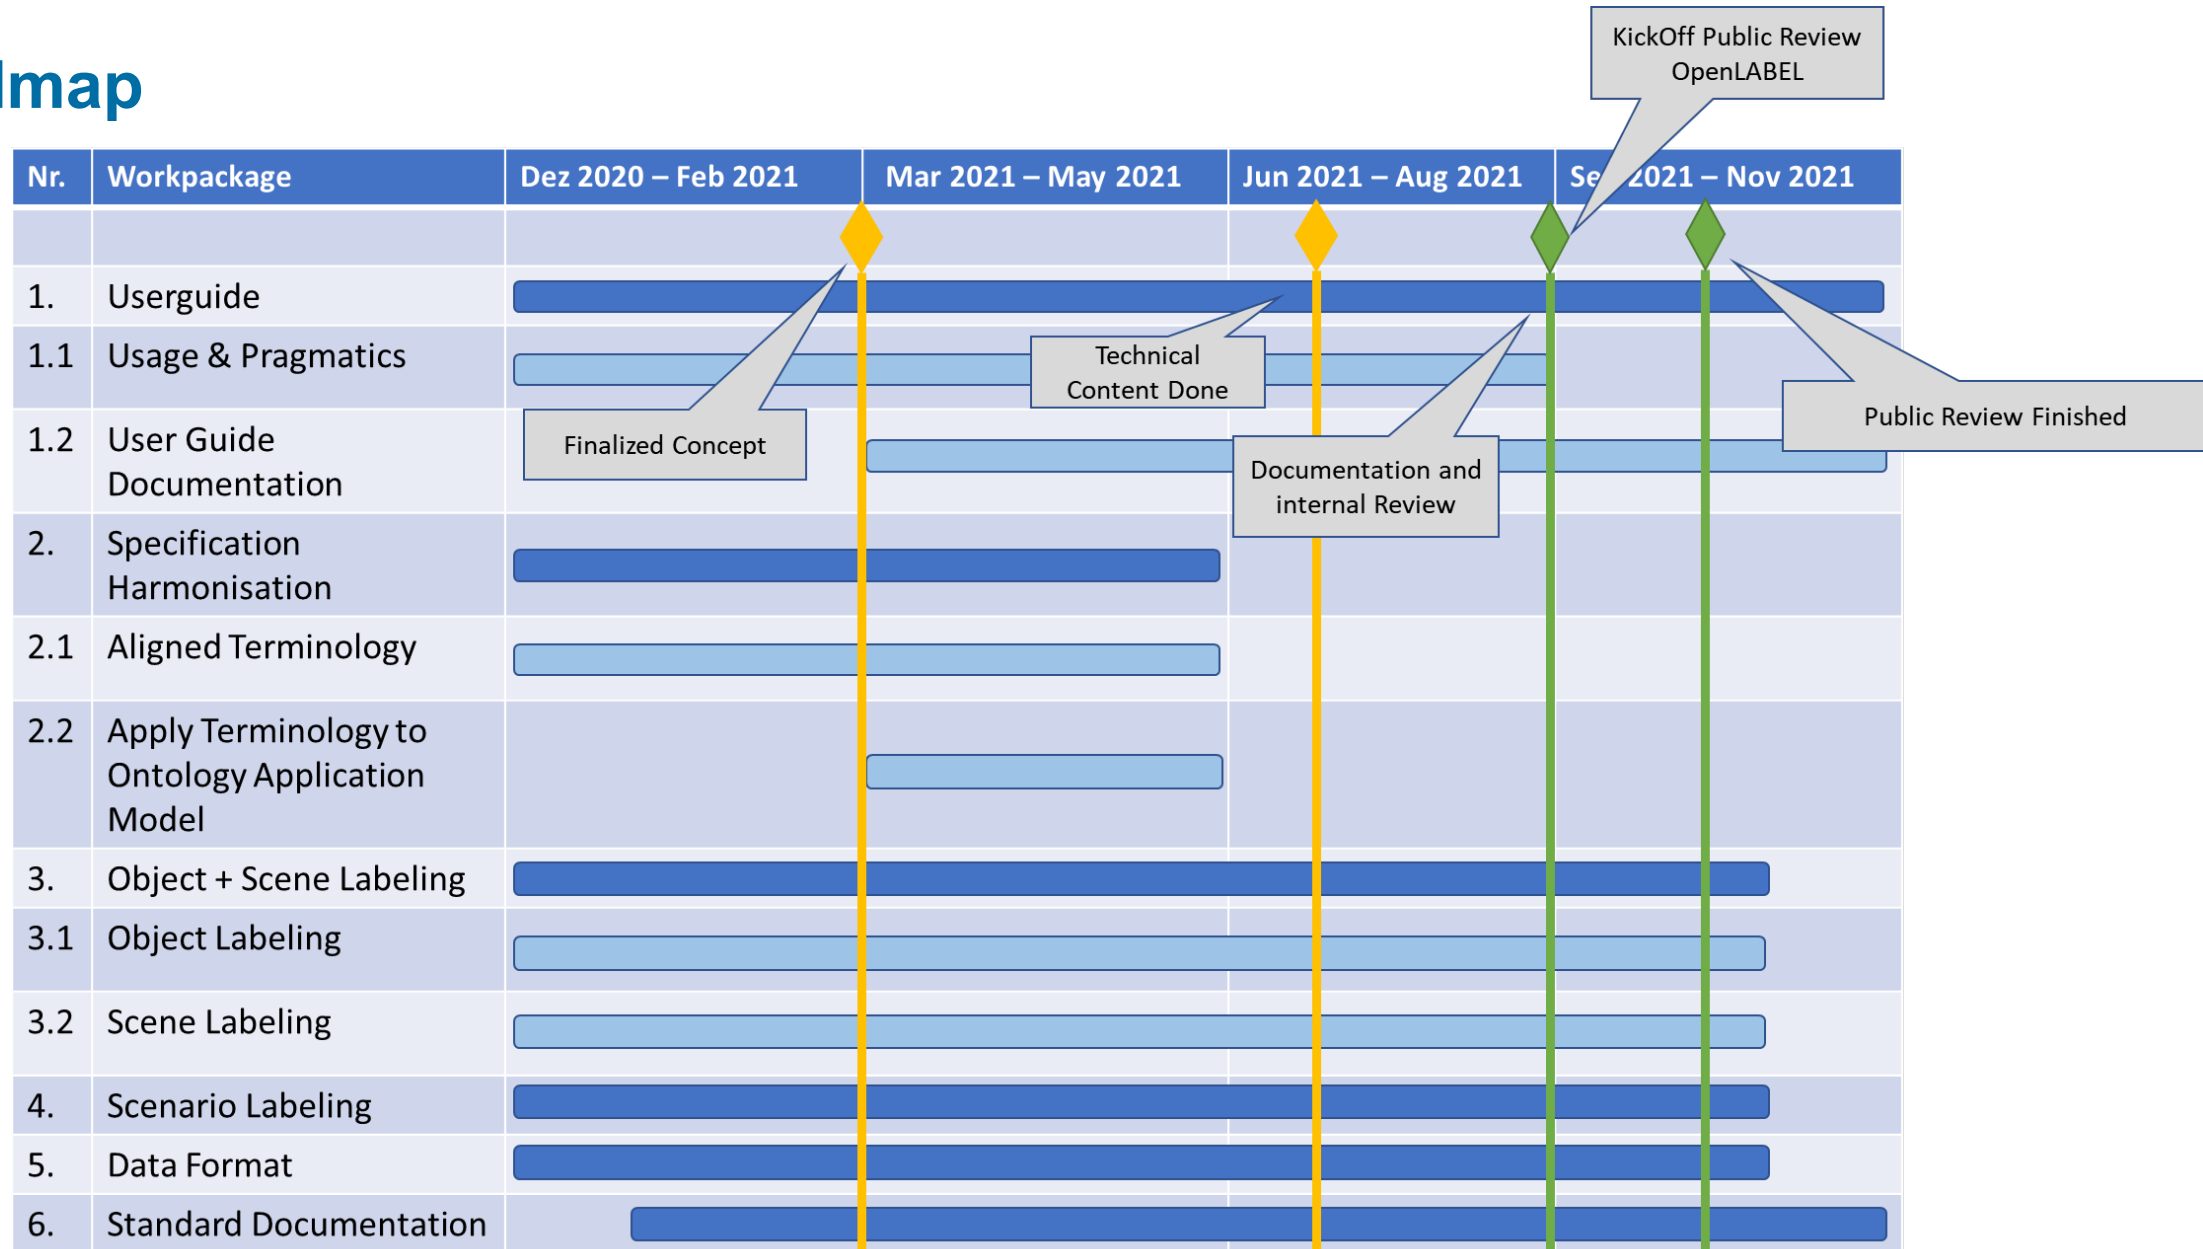 lmap
KickOff Public Review
OpenLABEL
Nr. Workpackage Dez 2020 – Feb 2021 Mar 2021 – May 2021 Jun 2021 – Aug 2021 2021 – Nov 2021
1. Userguide
1.1 Usage & Pragmatics
Technical
Content Done
Public Review Finished
1.2 User Guide
Documentation
Finalized Concept
Documentation and
internal Review
2. Specification
Harmonisation
2.1 Aligned Terminology
2.2 Apply Terminology to
Ontology Application
Model
3. Object + Scene Labeling
3.1 Object Labeling
3.2 Scene Labeling
4. Scenario Labeling
5. Data Format
6. Standard Documentation